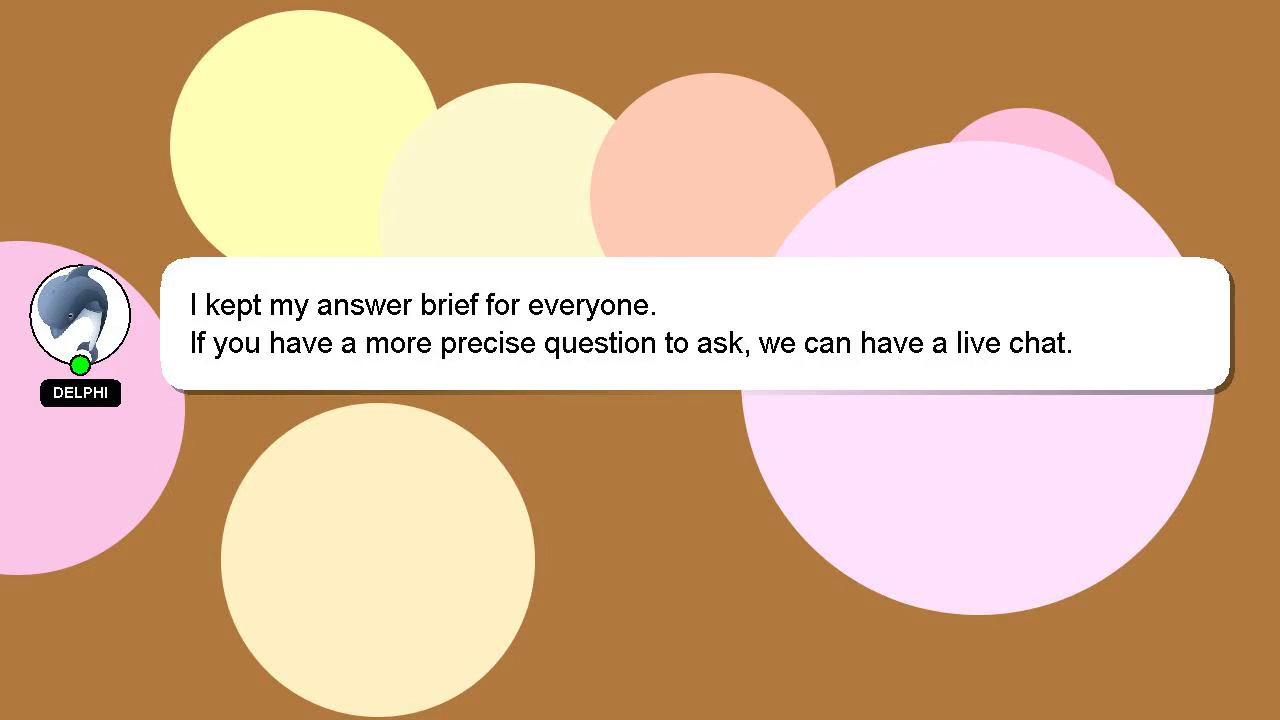 I kept my answer brief for everyone.
If you have a more precise question to ask, we can have a live chat.
DELPHI